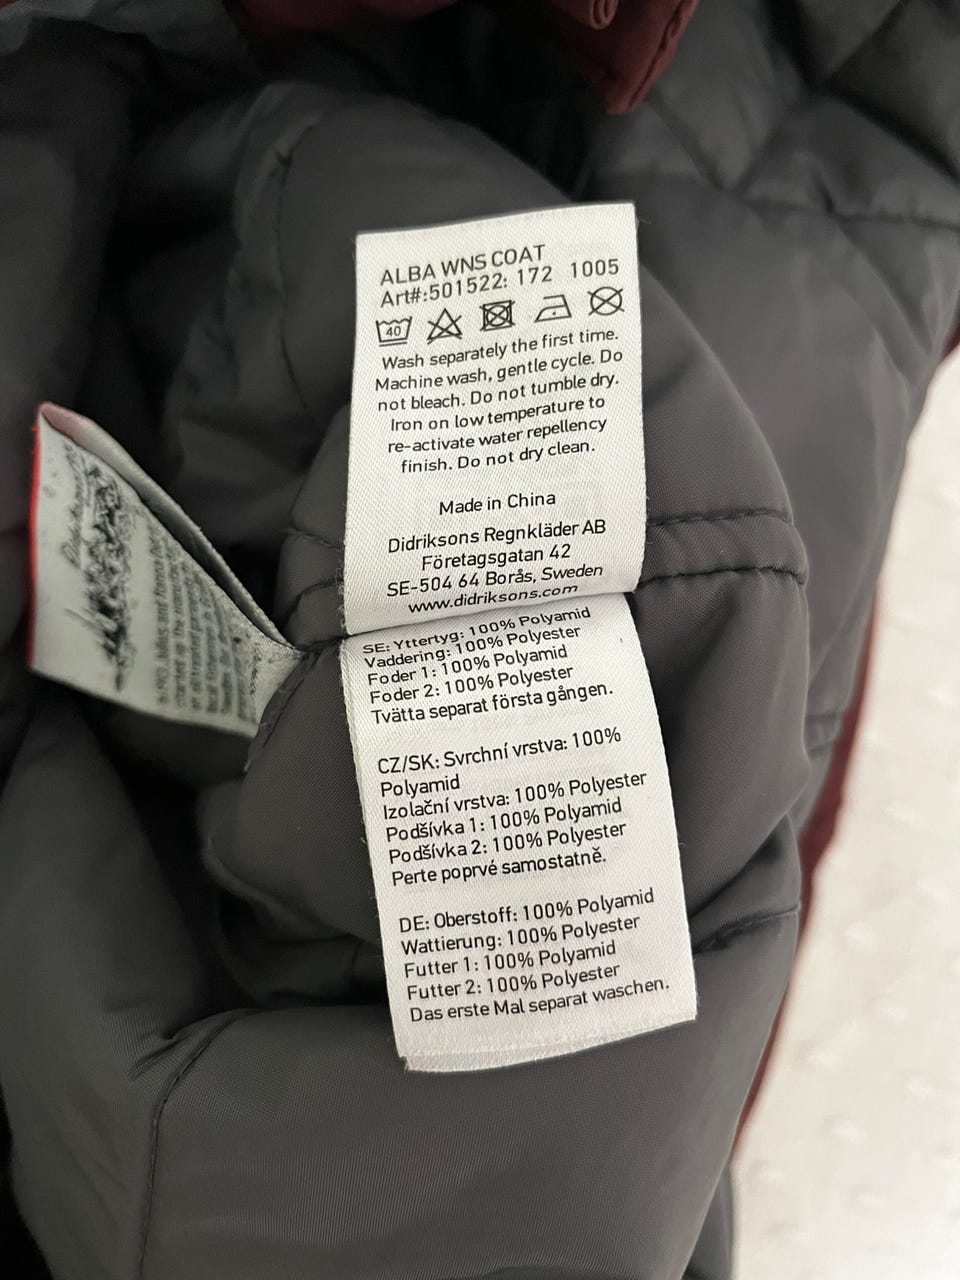 ALBA WNS COAT
Art#:501522: 172 1005
40
Wash separately the first time.
Machine wash, gentle cycle. Do
not bleach. Do not tumble dry.
Iron on low temperature to
re-activate water repellency
finish. Do not dry clean.
Made in China
Didriksons Regnkläder AB
Företagsgatan 42
SE-504 64 Borås, Sweden
www.didriksons.com
SE: Yttertyg: 100% Polyamid
Vaddering: 100% Polyester
Foder 1: 100% Polyamid
Foder 2: 100% Polyester
Tvätta separat första gången.
CZ/SK: Svrchní vrstva: 100%
Polyamid
Izolační vrstva: 100% Polyester
Podšívka 1: 100% Polyamid
Podšívka 2: 100% Polyester
Perte poprvé samostatně.
DE: Oberstoff: 100% Polyamid
Wattierung: 100% Polyester
Futter 1: 100% Polyamid
Futter 2: 100% Polyester
Das erste Mal separat waschen.